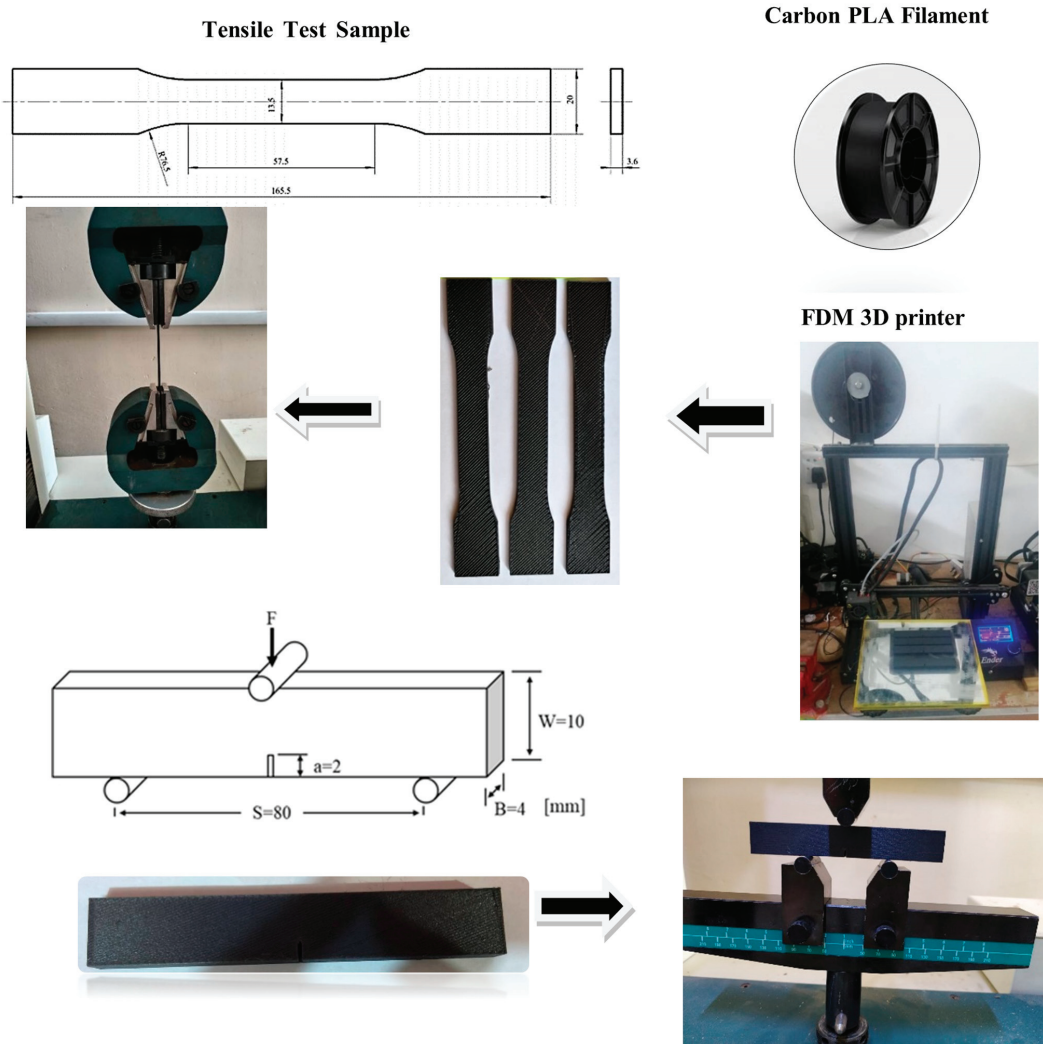 Tensile Test Sample
Carbon PLA Filament
13.5
20
R76.5
57.5
3.6
165.5
FDM 3D printer
Ender
F
W=10
a=2
S=80
B=4 [mm]